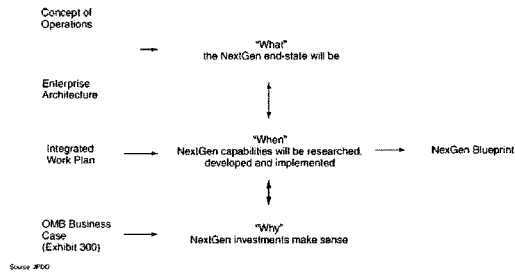 Concept of
Operations
"What"
the NextGen end-state will be
Enterprise
Architecture
"When"
Integrated
Work Plan
NextGen capabilities will be researched,
developed and implemented
NexGen Blueprint
OMB Business
Case
(Exhibit 300)
"Why"
NextGen investments make sense
Source JPDO